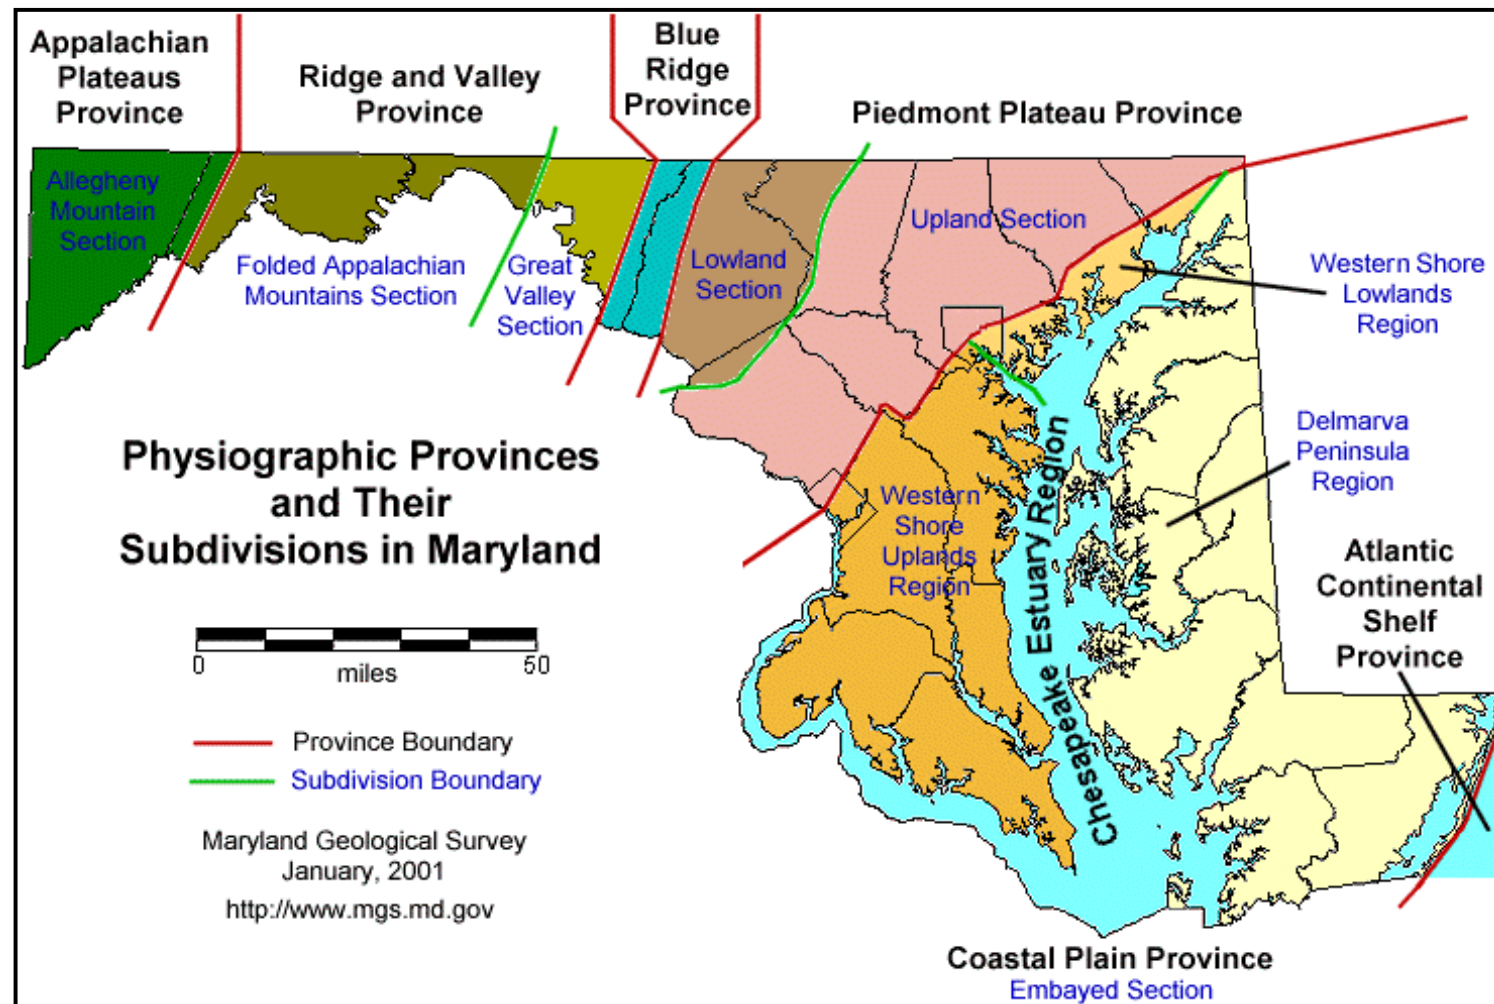 Appalachian
Plateaus
Province
Ridge and Valley
Province
Blue
Ridge
Province
Piedmont Plateau Province
Allegheny
Mountain
Section
Folded Appalachian
Mountains Section
Great
Valley
Section
Lowland
Section
Upland Section
Western Shore
Lowlands
Region
Delmarva
Peninsula
Region
Western
Shore
Uplands
Region
Chesapeake Estuary Region
Atlantic
Continental
Shelf
Province
Physiographic Provinces
and Their
Subdivisions in Maryland
0 50
miles
Province Boundary
Subdivision Boundary
Maryland Geological Survey
January, 2001
http://www.mgs.md.gov
Coastal Plain Province
Embayed Section